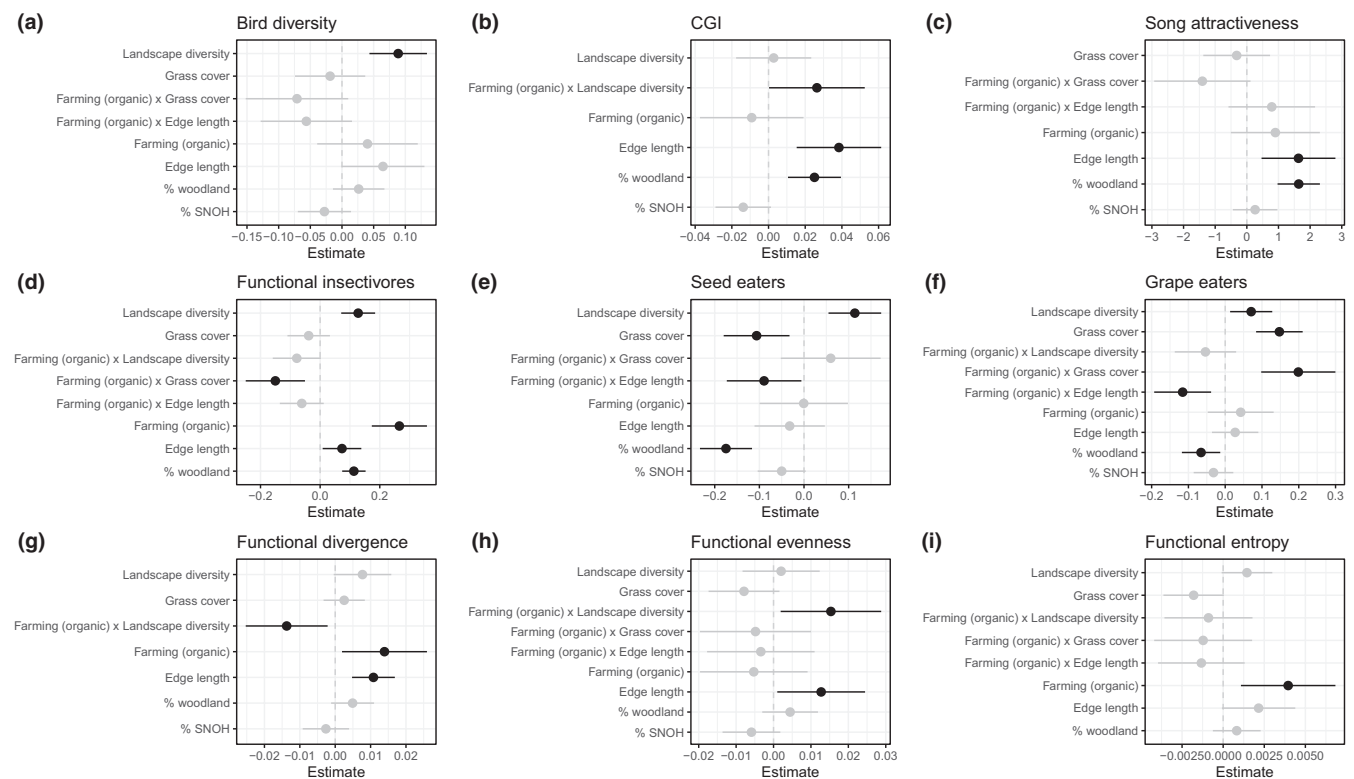 (a) Bird diversity
Landscape diversity
Grass cover
Farming (organic) x Grass cover
Farming (organic) x Edge length
Farming (organic)
Edge length
% woodland
% SNOH
−0.15 −0.10 −0.05 0.00 0.05 0.10
Estimate
(b) CGI
Landscape diversity
Farming (organic) x Landscape diversity
Farming (organic)
Edge length
% woodland
% SNOH
−0.04 −0.02 0.00 0.02 0.04 0.06
Estimate
(c) Song attractiveness
Grass cover
Farming (organic) x Grass cover
Farming (organic) x Edge length
Farming (organic)
Edge length
% woodland
% SNOH
−3 −2 −1 0 1 2 3
Estimate
(d) Functional insectivores
Landscape diversity
Grass cover
Farming (organic) x Landscape diversity
Farming (organic) x Grass cover
Farming (organic) x Edge length
Farming (organic)
Edge length
% woodland
−0.2 0.0 0.2
Estimate
(e) Seed eaters
Landscape diversity
Grass cover
Farming (organic) x Grass cover
Farming (organic) x Edge length
Farming (organic)
Edge length
% woodland
% SNOH
−0.2 −0.1 0.0 0.1
Estimate
(f) Grape eaters
Landscape diversity
Grass cover
Farming (organic) x Landscape diversity
Farming (organic) x Grass cover
Farming (organic) x Edge length
Farming (organic)
Edge length
% woodland
% SNOH
−0.2 −0.1 0.0 0.1 0.2 0.3
Estimate
(g) Functional divergence
Landscape diversity
Grass cover
Farming (organic) x Landscape diversity
Farming (organic)
Edge length
% woodland
% SNOH
−0.02 −0.01 0.00 0.01 0.02
Estimate
(h) Functional evenness
Landscape diversity
Grass cover
Farming (organic) x Landscape diversity
Farming (organic) x Grass cover
Farming (organic) x Edge length
Farming (organic)
Edge length
% woodland
% SNOH
−0.02 −0.01 0.00 0.01 0.02 0.03
Estimate
(i) Functional entropy
Landscape diversity
Grass cover
Farming (organic) x Landscape diversity
Farming (organic) x Grass cover
Farming (organic) x Edge length
Farming (organic)
Edge length
% woodland
−0.0025 0.0000 0.0025 0.0050
Estimate